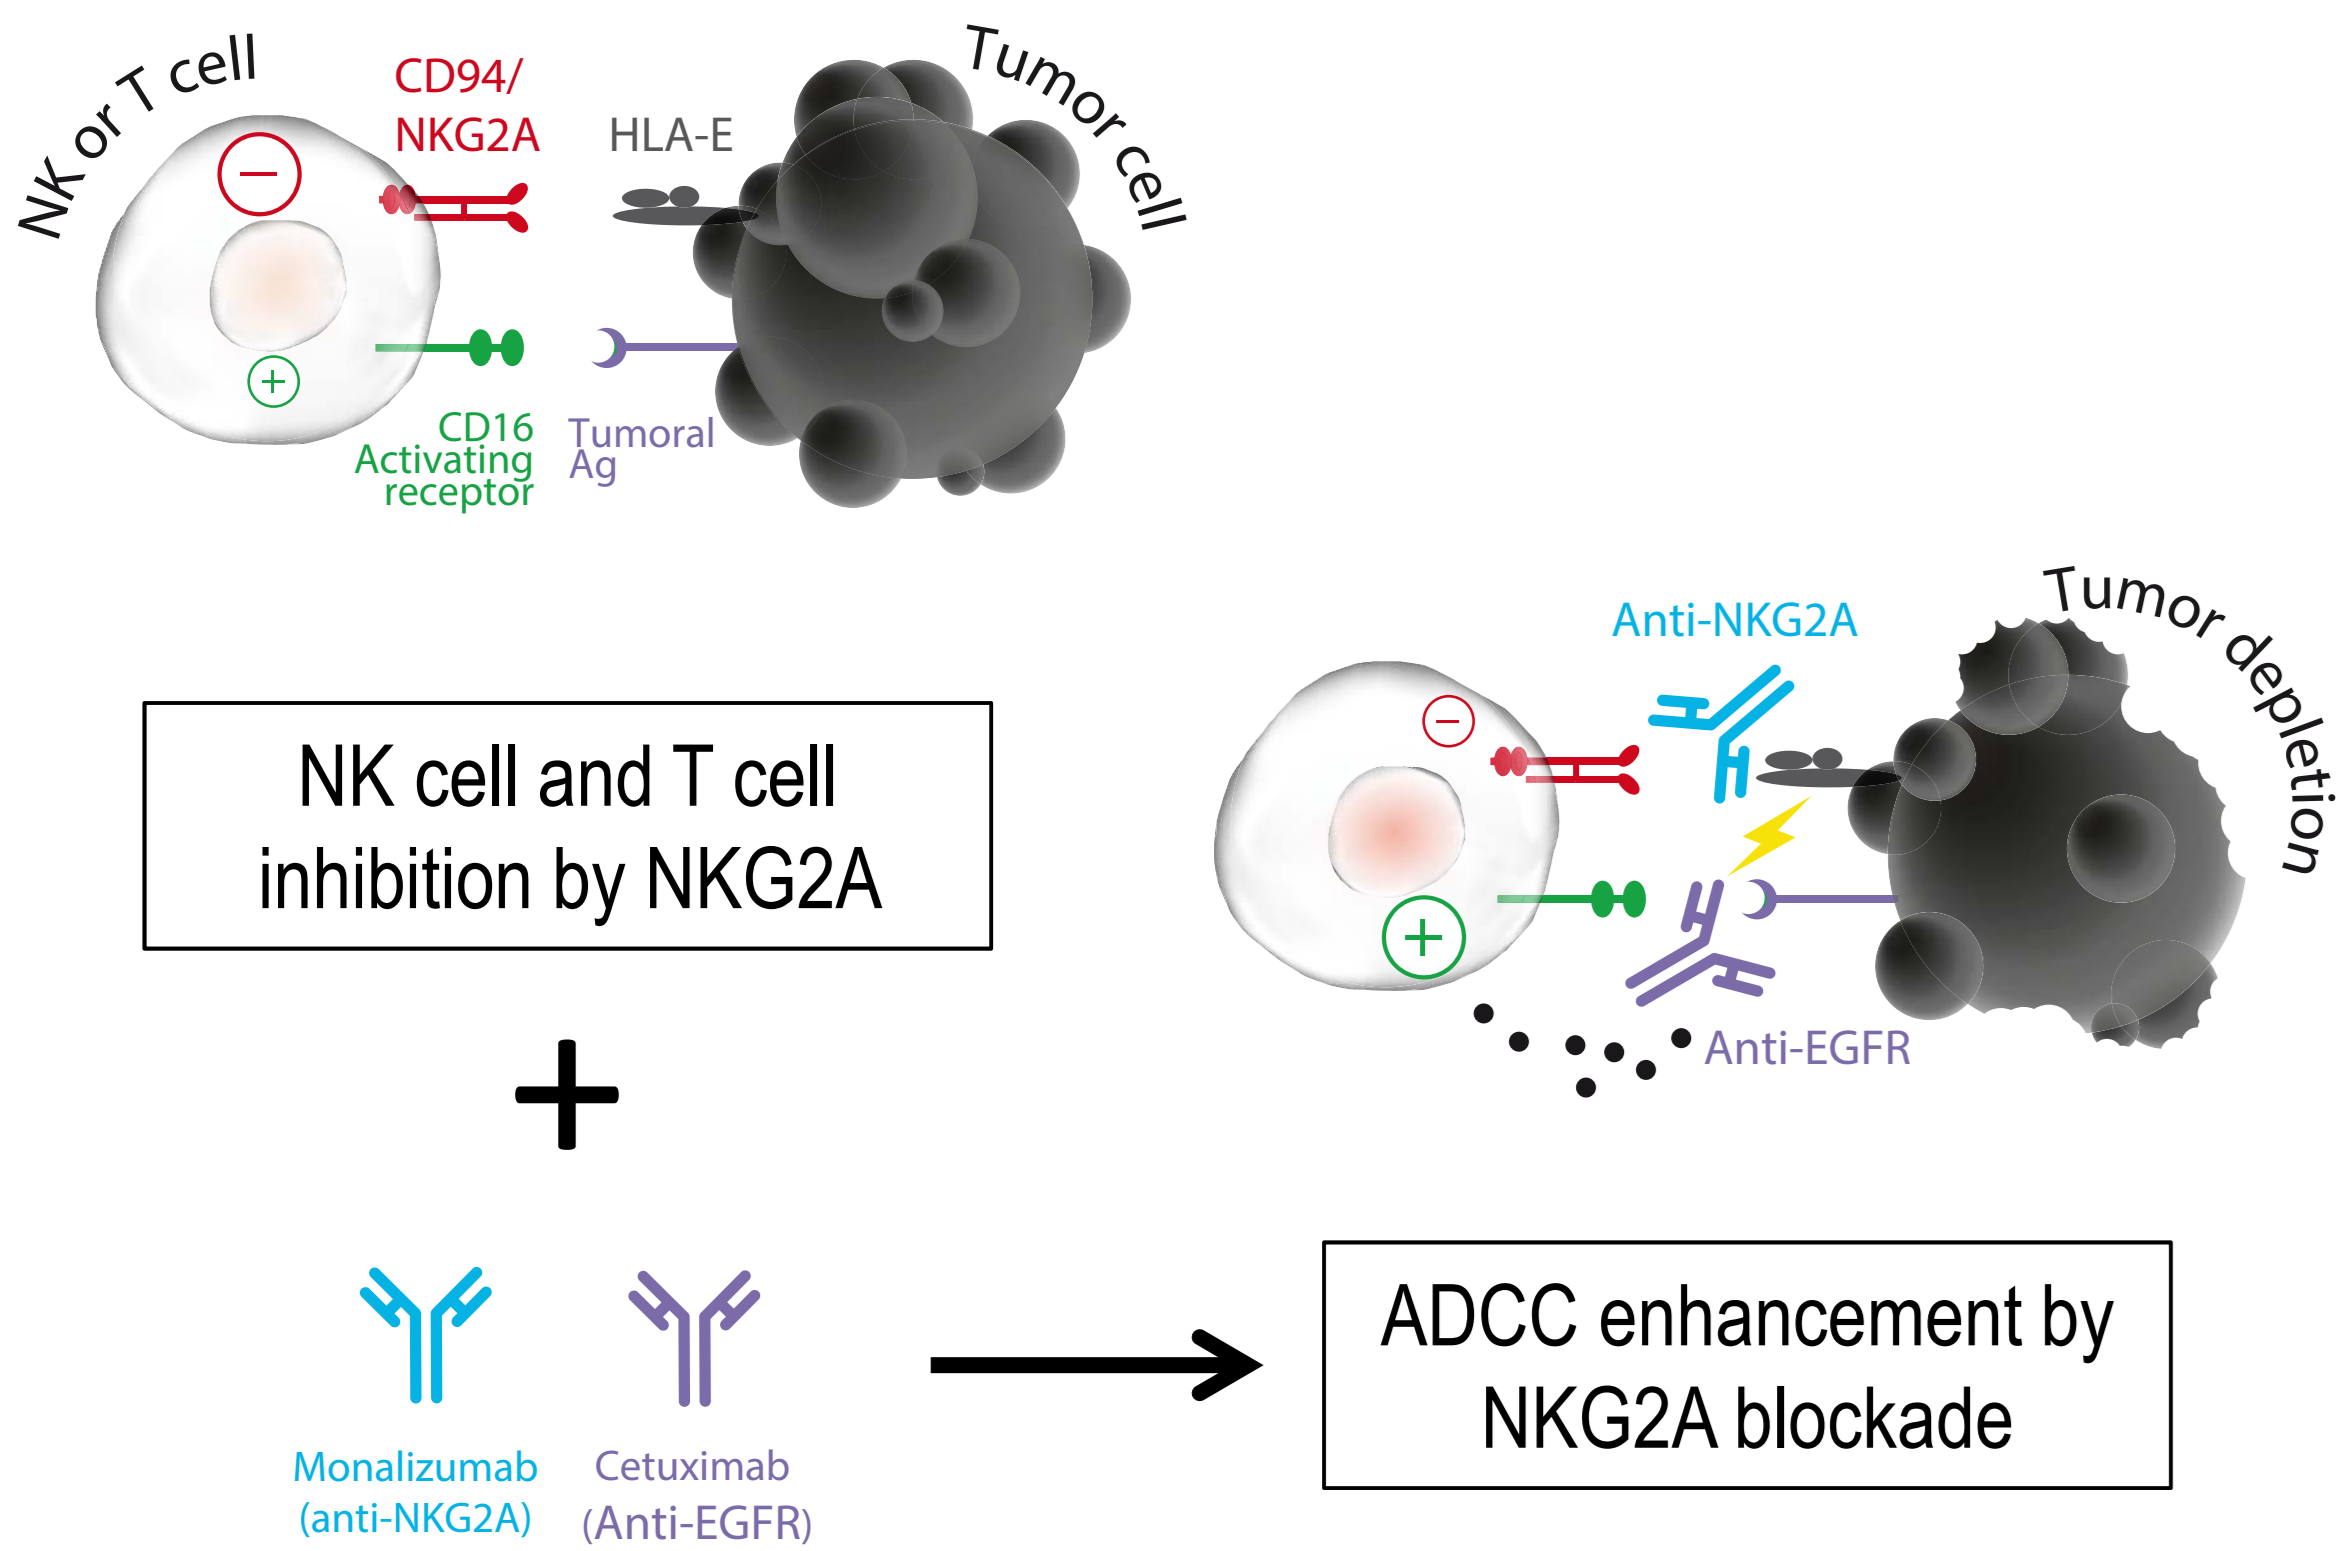 NK or T cell
CD94/
NKG2A
HLA-E
Tumor cell
CD16
Activating
receptor
Tumoral
Ag
NK cell and T cell
inhibition by NKG2A
Anti-NKG2A
Tumor depletion
Anti-EGFR
Monalizumab
(anti-NKG2A)
Cetuximab
(Anti-EGFR)
ADCC enhancement by
NKG2A blockade